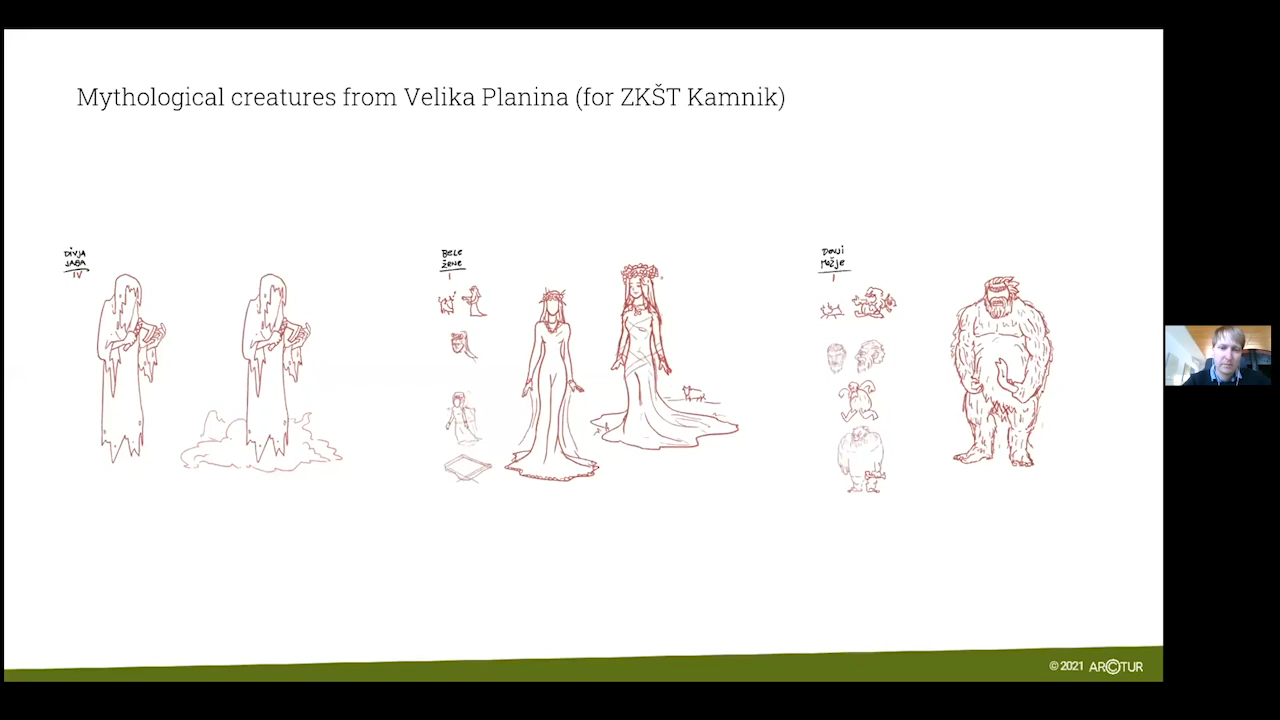 Mythological creatures from Velika Planina (for ZKŠT Kamnik)
DIVJA
JAGA
IV
BELE
ŽENE
I
DIVJI
MOŽJE
I
© 2021 ARCTUR